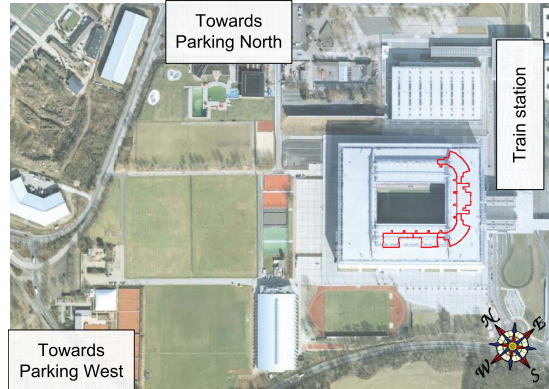 Towards
Parking North
Train station
Towards
Parking West
N
E
W
S